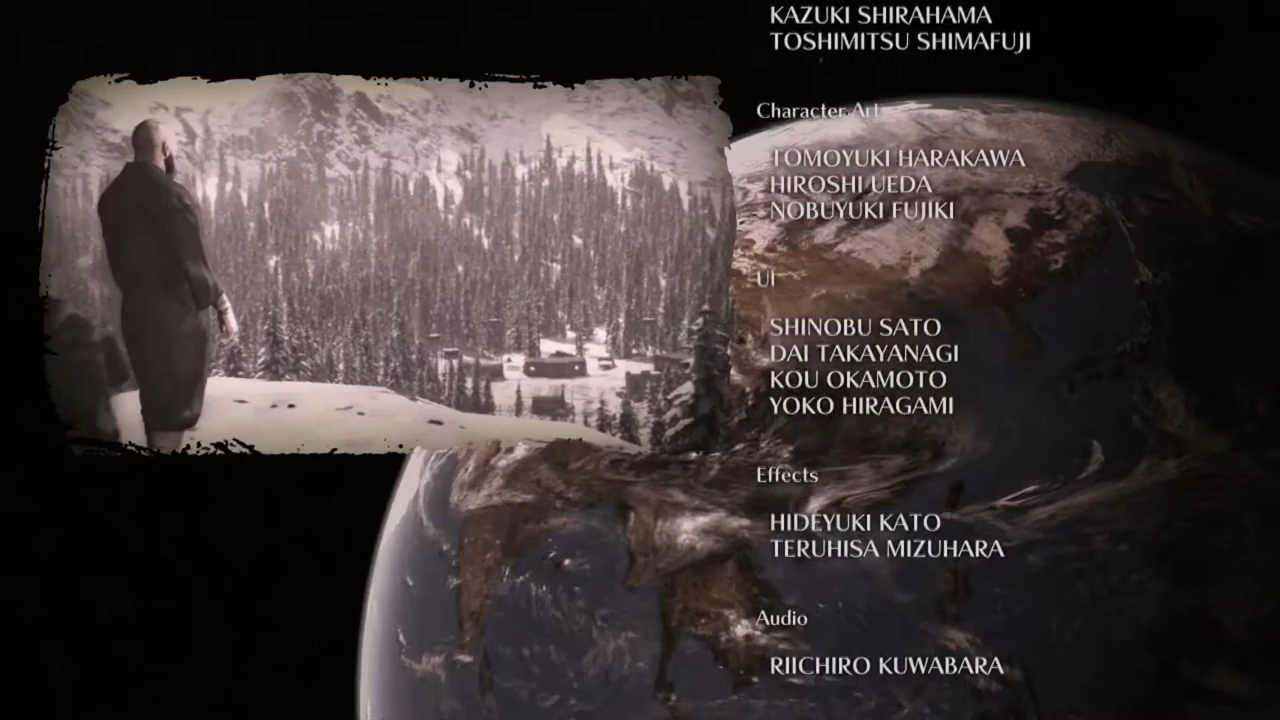 KAZUKI SHIRAHAMA
TOSHIMITSU SHIMAFUJI
Character Art
TOMOYUKI HARAKAWA
HIROSHI UEDA
NOBUYUKI FUJIKI
UI
SHINOBU SATO
DAI TAKAYANAGI
KOU OKAMOTO
YOKO HIRAGAMI
Effects
HIDEYUKI KATO
TERUHISA MIZUHARA
Audio
RIICHIRO KUWABARA